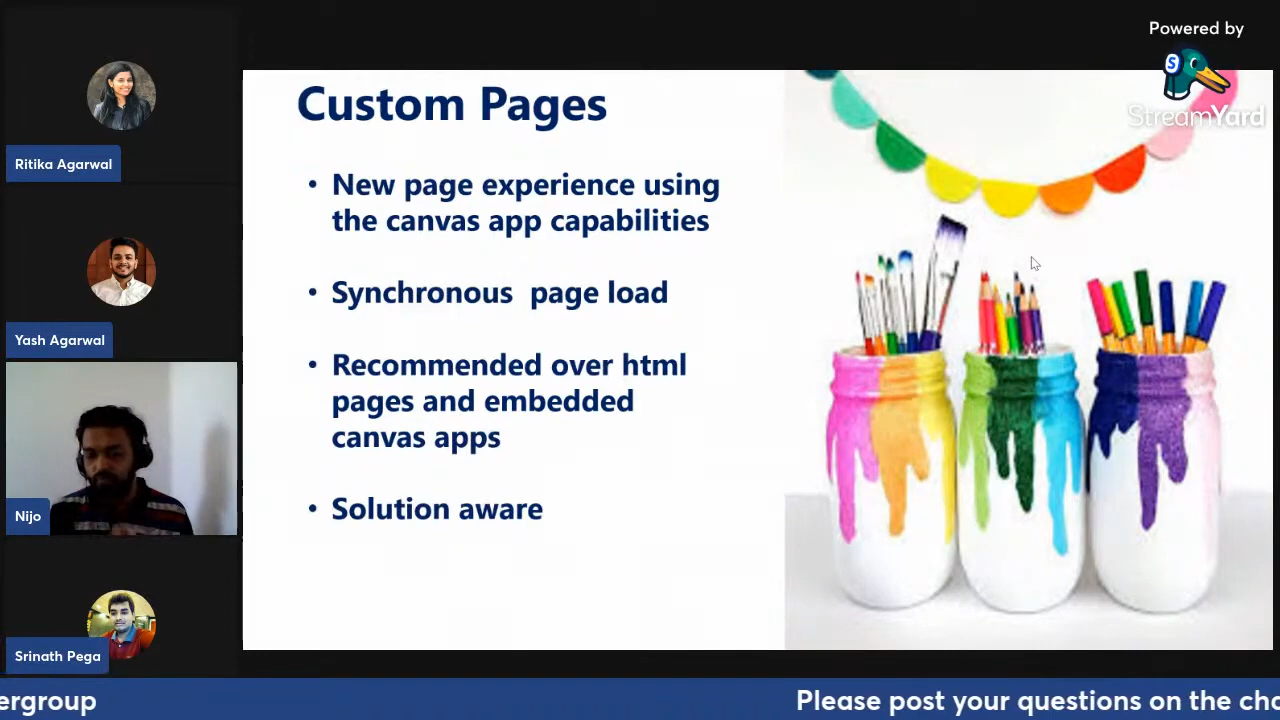 Powered by
StreamYard
Ritika Agarwal
Yash Agarwal
Nijo
Srinath Pega
Custom Pages
• New page experience using
the canvas app capabilities
• Synchronous page load
• Recommended over html
pages and embedded
canvas apps
• Solution aware
ergroup
Please post your questions on the cha